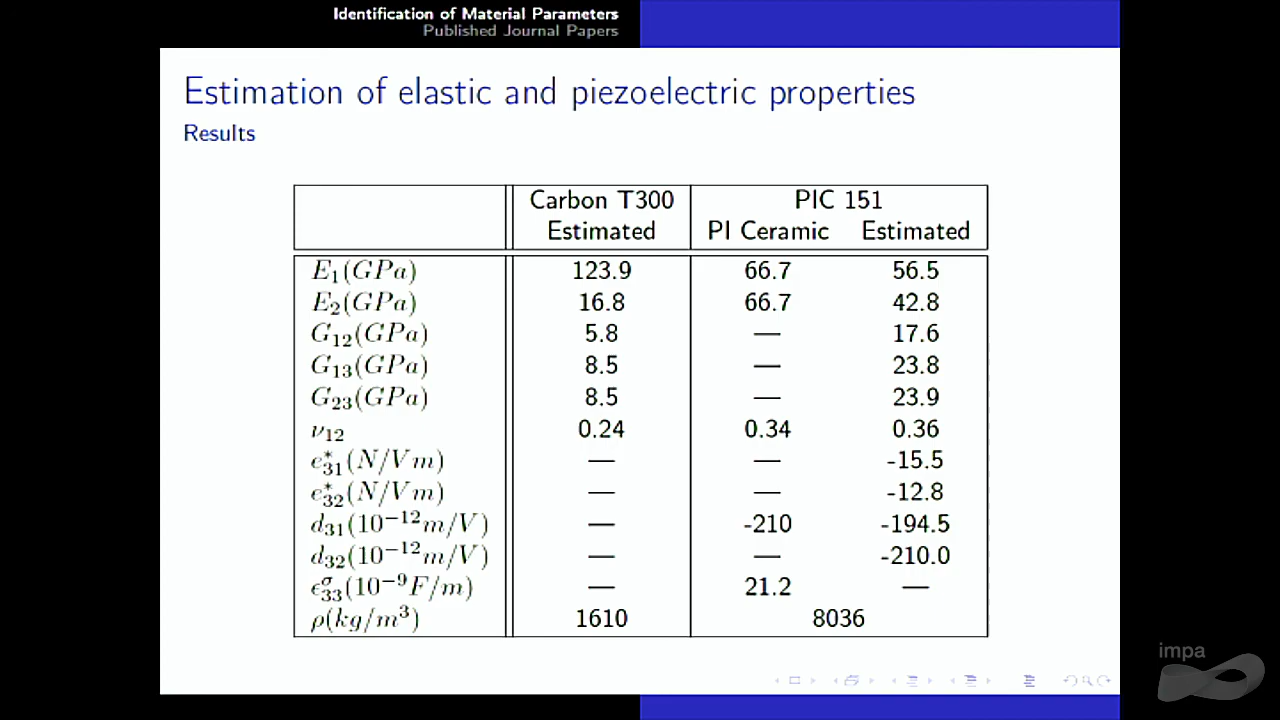 Identification of Material Parameters
Published Journal Papers
Estimation of elastic and piezoelectric properties
Results
Carbon T300 PIC 151
Estimated PI Ceramic Estimated
E₁(GPa) 123.9 66.7 56.5
E₂(GPa) 16.8 66.7 42.8
G₁₂(GPa) 5.8 — 17.6
G₁₃(GPa) 8.5 — 23.8
G₂₃(GPa) 8.5 — 23.9
ν₁₂ 0.24 0.34 0.36
e*₃₁(N/Vm) — — -15.5
e*₃₂(N/Vm) — — -12.8
d₃₁(10⁻¹²m/V) — -210 -194.5
d₃₂(10⁻¹²m/V) — — -210.0
ϵ^σ₃₃(10⁻⁹F/m) — 21.2 —
ρ(kg/m³) 1610 8036
impa